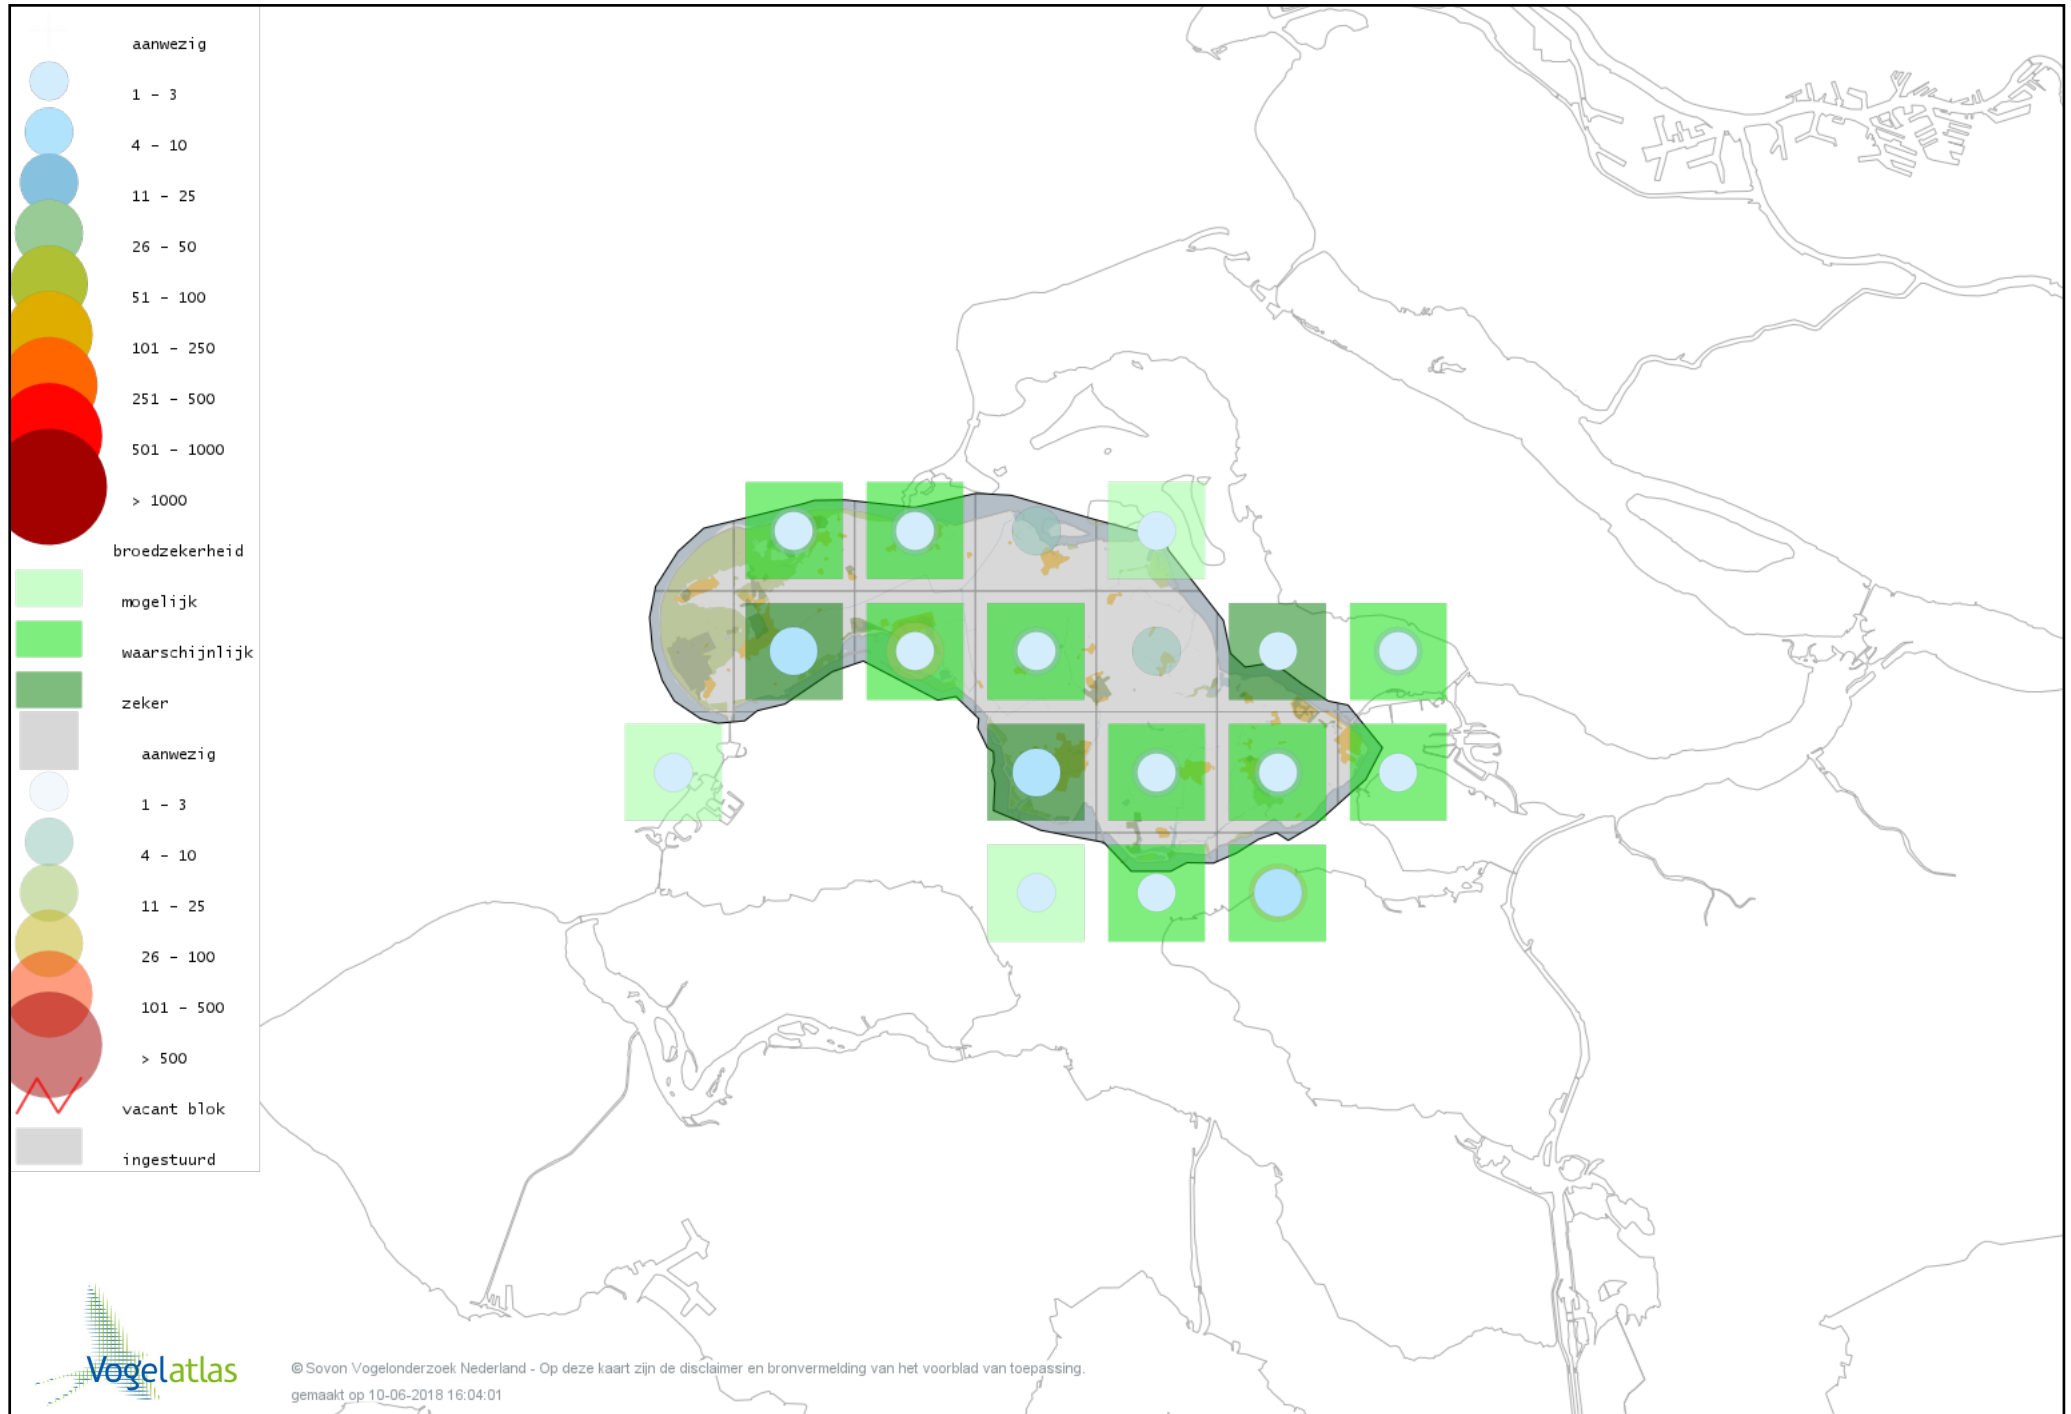 aanwezig
1 - 3
4 - 10
11 - 25
26 - 50
51 - 100
101 - 250
251 - 500
501 - 1000
> 1000
broedzekerheid
mogelijk
waarschijnlijk
zeker
aanwezig
1 - 3
4 - 10
11 - 25
26 - 100
101 - 500
> 500
vacant blok
ingestuurd
Vogelatlas
© Sovon Vogelonderzoek Nederland - Op deze kaart zijn de disclaimer en bronvermelding van het voorblad van toepassing.
gemaakt op 10-06-2018 16:04:01